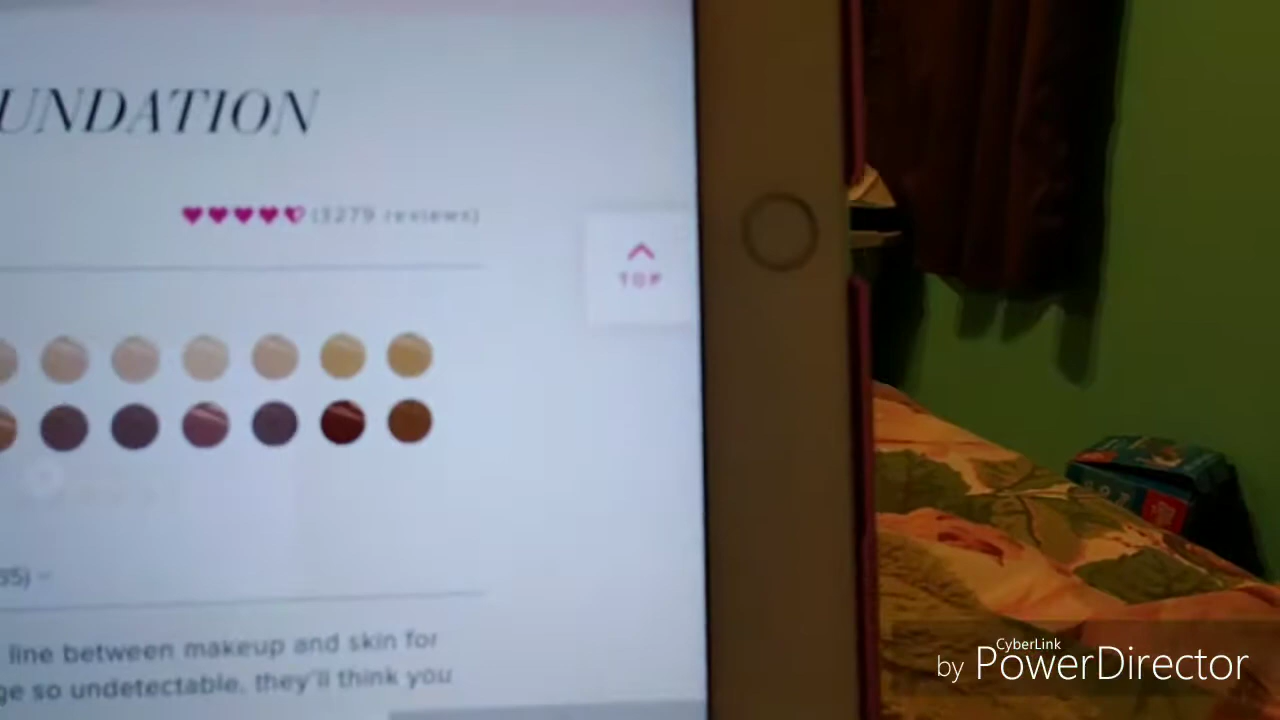 UNDATION
(3279 reviews)
TOP
35)
line between makeup and skin for
ge so undetectable, they'll think you
CyberLink
by PowerDirector